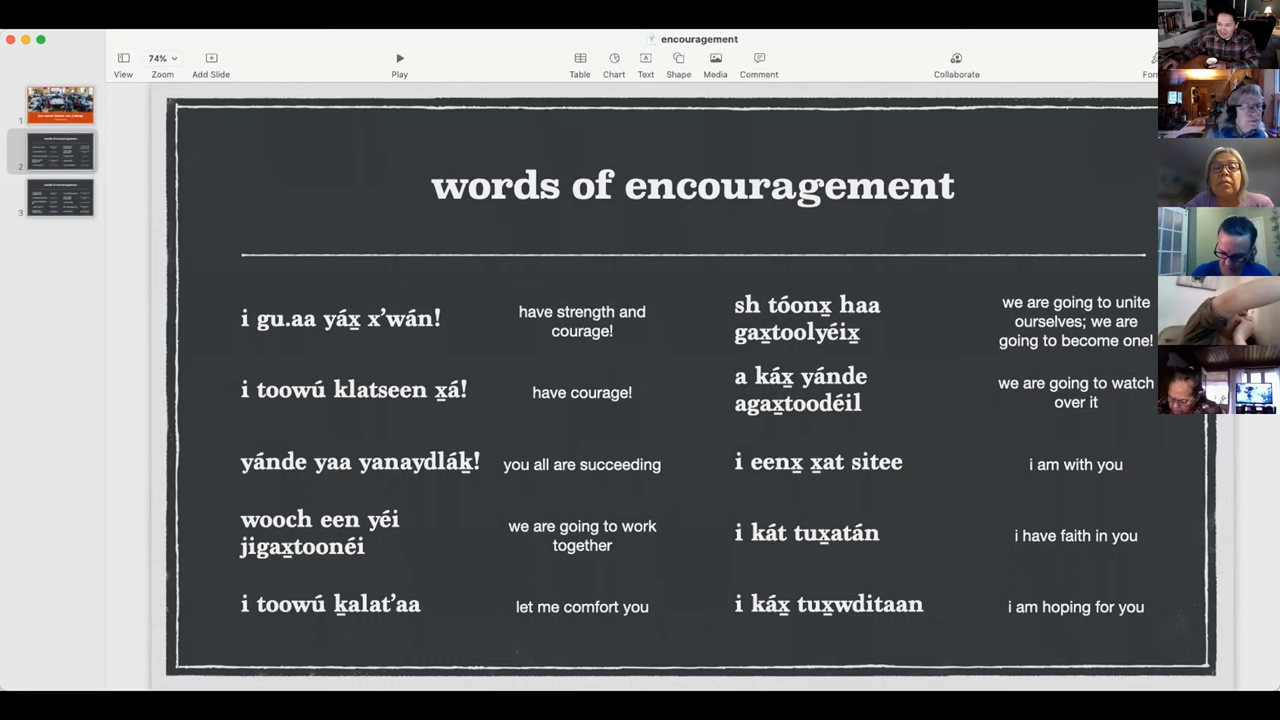 encouragement
View
74%
Zoom
Add Slide
Play
Table
Chart
Text
Shape
Media
Comment
Collaborate
1
2
3
words of encouragement
i gu.aa yáx̱ x’wán!
have strength and
courage!
i toowú klatseen x̱á!
have courage!
yánde yaa yanaydláḵ!
you all are succeeding
wooch een yéi
jigax̱toonéi
we are going to work
together
i toowú ḵalat’aa
let me comfort you
sh tóonx̱ haa
gax̱toolyéix̱
we are going to unite
ourselves; we are
going to become one!
a káx̱ yánde
agax̱toodéil
we are going to watch
over it
i eenx̱ x̱at sitee
i am with you
i kát tux̱atán
i have faith in you
i káx̱ tux̱wditaan
i am hoping for you